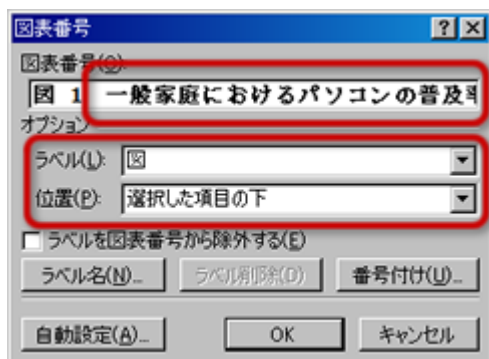 図表番号
図表番号(O):
図 1 一般家庭におけるパソコンの普及
オプション
ラベル(L): 図
位置(P): 選択した項目の下
ラベルを図表番号から除外する(E)
ラベル名(N)... ラベル削除(D) 番号付け(U)...
自動設定(A)... OK キャンセル